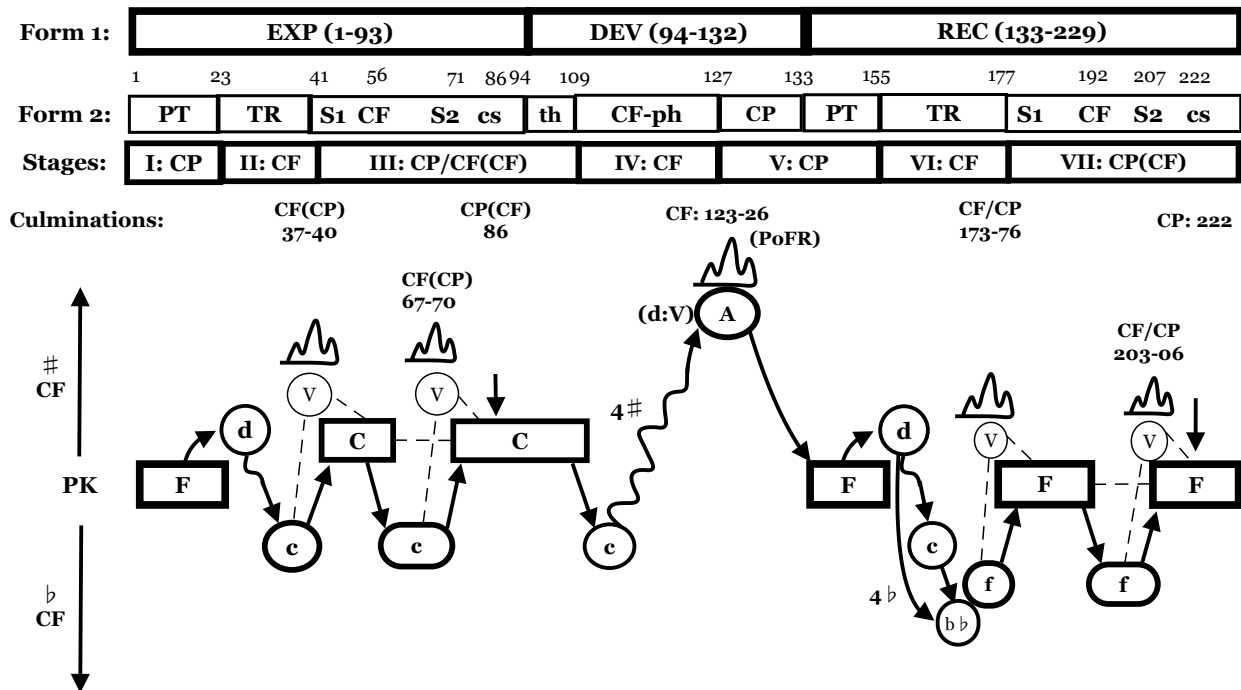 Form 1: EXP (1-93) DEV (94-132) REC (133-229)
1 23 41 56 71 86 94 109 127 133 155 177 192 207 222
Form 2: PT TR S1 CF S2 cs th CF-ph CP PT TR S1 CF S2 cs
Stages: I: CP II: CF III: CP/CF(CF) IV: CF V: CP VI: CF VII: CP(CF)
Culminations: CF(CP) CP(CF) CF: 123-26 CF/CP CP: 222
37-40 86 (PoFR) 173-76
CF(CP)
67-70
(d:V) A
CF/CP
203-06
♯
CF
V V V V
4♯
d C C d
PK F F F F
c c c c
♭
CF
4♭ f f
b♭